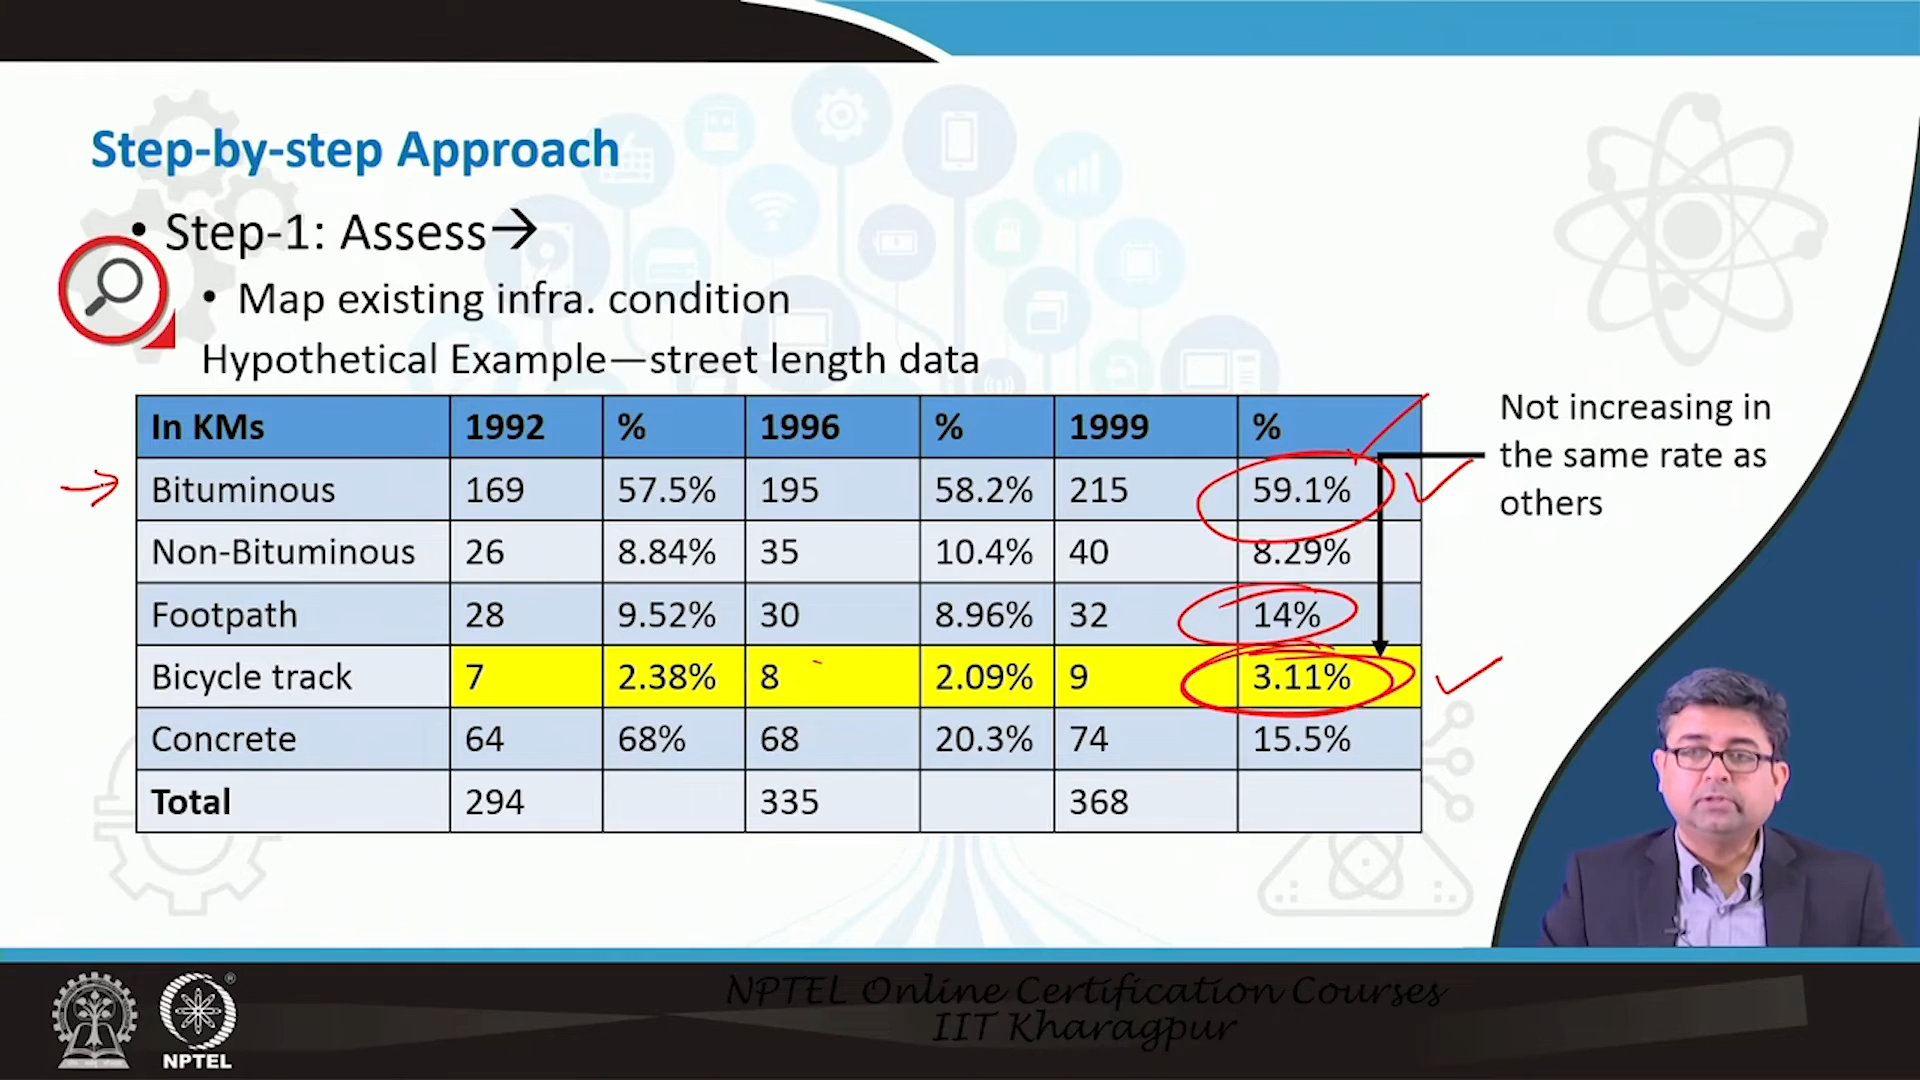 Step-by-step Approach
• Step-1: Assess→
• Map existing infra. condition
Hypothetical Example—street length data
In KMs 1992 % 1996 % 1999 %
Bituminous 169 57.5% 195 58.2% 215 59.1%
Non-Bituminous 26 8.84% 35 10.4% 40 8.29%
Footpath 28 9.52% 30 8.96% 32 14%
Bicycle track 7 2.38% 8 2.09% 9 3.11%
Concrete 64 68% 68 20.3% 74 15.5%
Total 294 335 368
Not increasing in
the same rate as
others
NPTEL Online Certification Courses
IIT Kharagpur
NPTEL
®